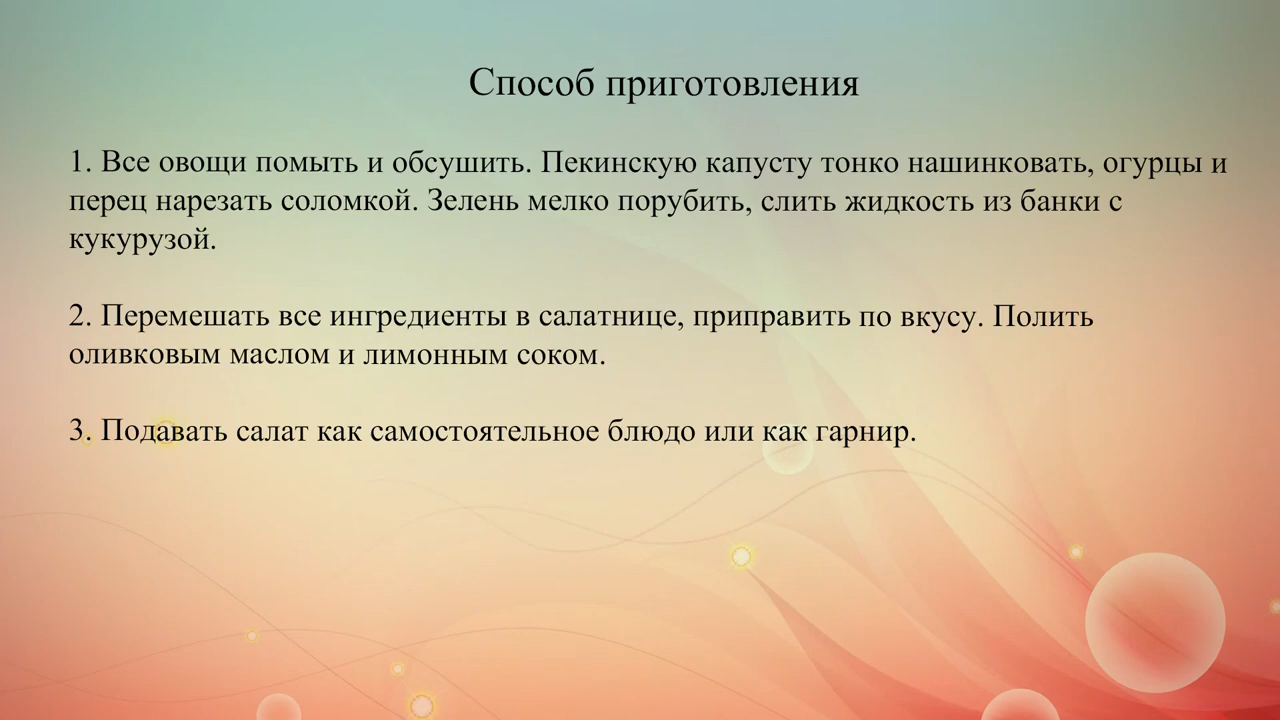 Способ приготовления
1. Все овощи помыть и обсушить. Пекинскую капусту тонко нашинковать, огурцы и
перец нарезать соломкой. Зелень мелко порубить, слить жидкость из банки с
кукурузой.
2. Перемешать все ингредиенты в салатнице, приправить по вкусу. Полить
оливковым маслом и лимонным соком.
3. Подавать салат как самостоятельное блюдо или как гарнир.